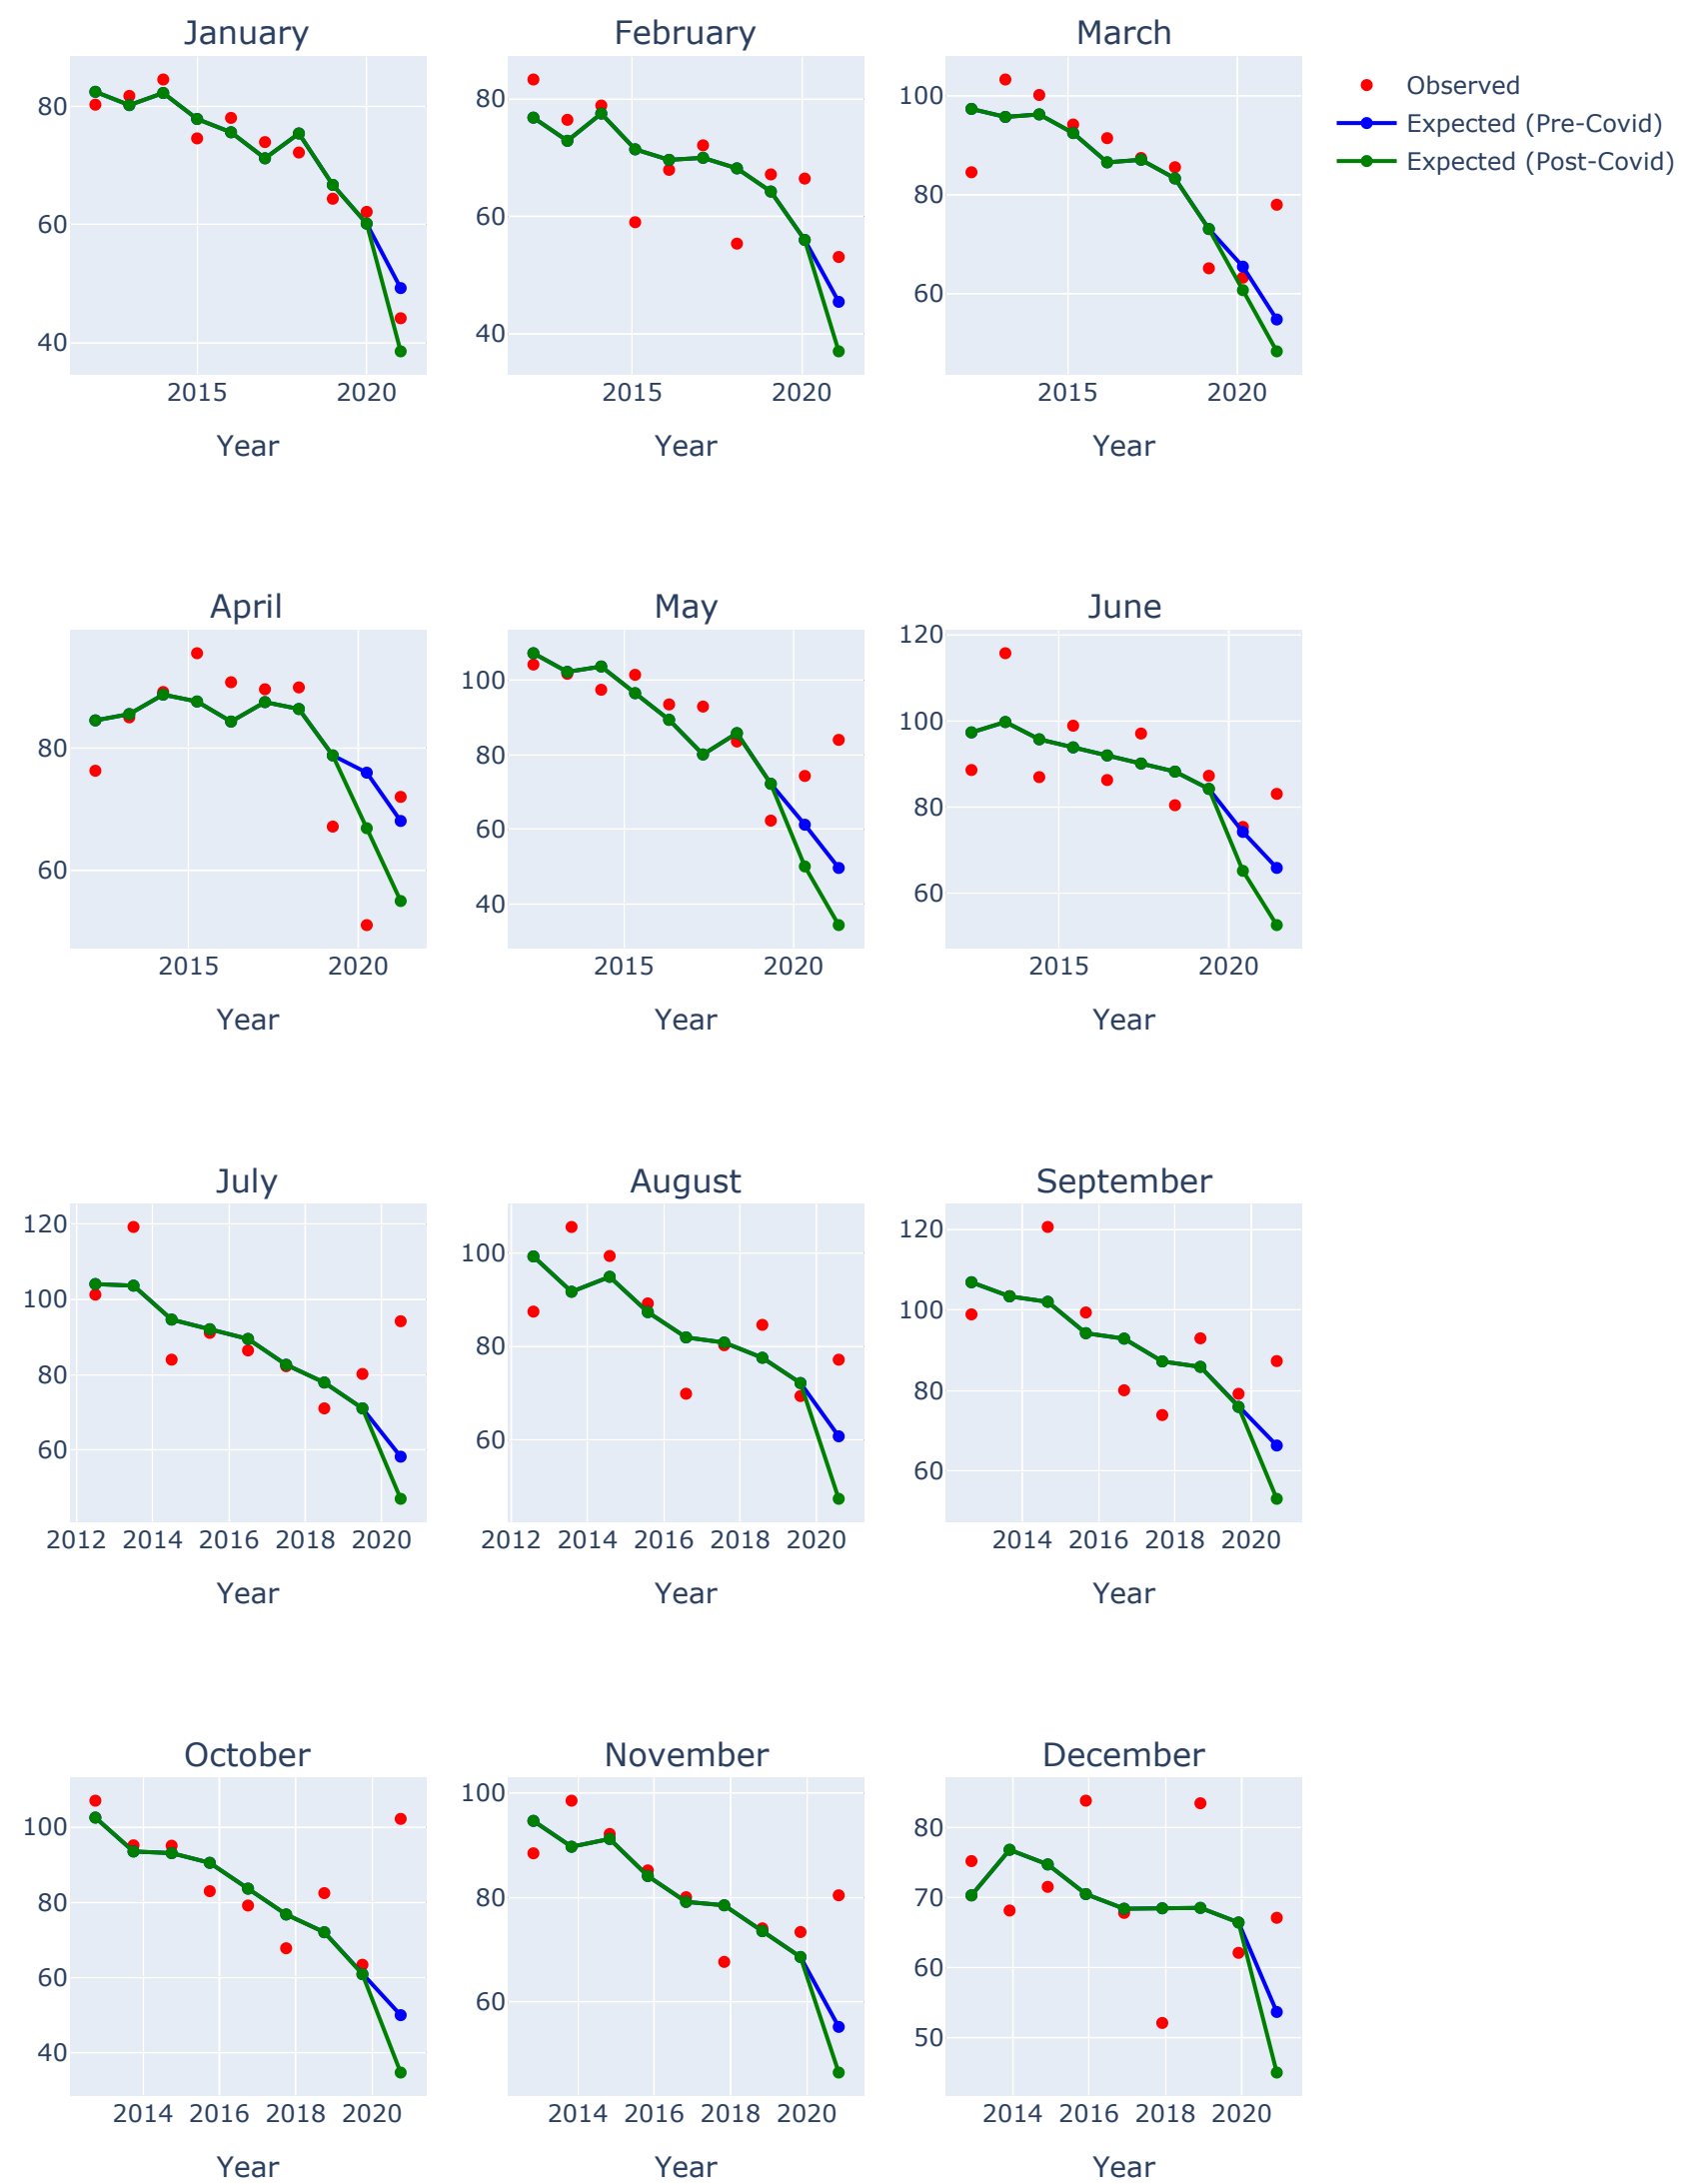 January February March
80
60
40
2015 2020
Year
80
60
40
2015 2020
Year
100
80
60
2015 2020
Year
Observed
Expected (Pre-Covid)
Expected (Post-Covid)
April May June
80
60
2015 2020
Year
100
80
60
40
2015 2020
Year
120
100
80
60
2015 2020
Year
July August September
120
100
80
60
2012 2014 2016 2018 2020
Year
100
80
60
2012 2014 2016 2018 2020
Year
120
100
80
60
2014 2016 2018 2020
Year
October November December
100
80
60
40
2014 2016 2018 2020
Year
100
80
60
2014 2016 2018 2020
Year
80
70
60
50
2014 2016 2018 2020
Year